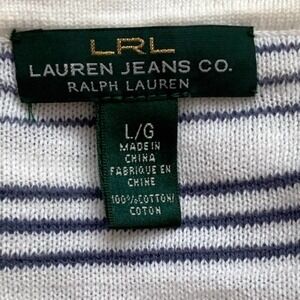 LRL
LAUREN JEANS CO.
RALPH LAUREN
L/G
MADE IN
CHINA
FABRIQUE EN
CHINE
100%COTTON/
COTON